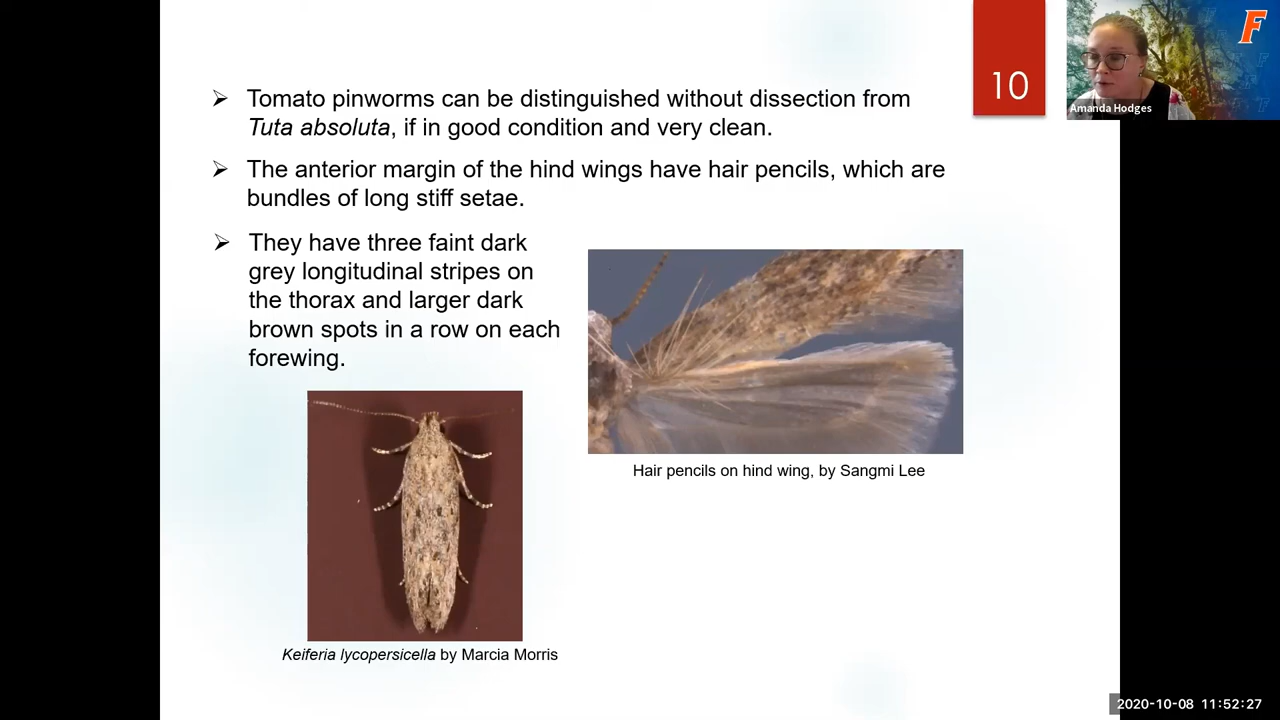 10
F
Amanda Hodges
➢ Tomato pinworms can be distinguished without dissection from
Tuta absoluta, if in good condition and very clean.
➢ The anterior margin of the hind wings have hair pencils, which are
bundles of long stiff setae.
➢ They have three faint dark
grey longitudinal stripes on
the thorax and larger dark
brown spots in a row on each
forewing.
Hair pencils on hind wing, by Sangmi Lee
Keiferia lycopersicella by Marcia Morris
2020-10-08 11:52:27